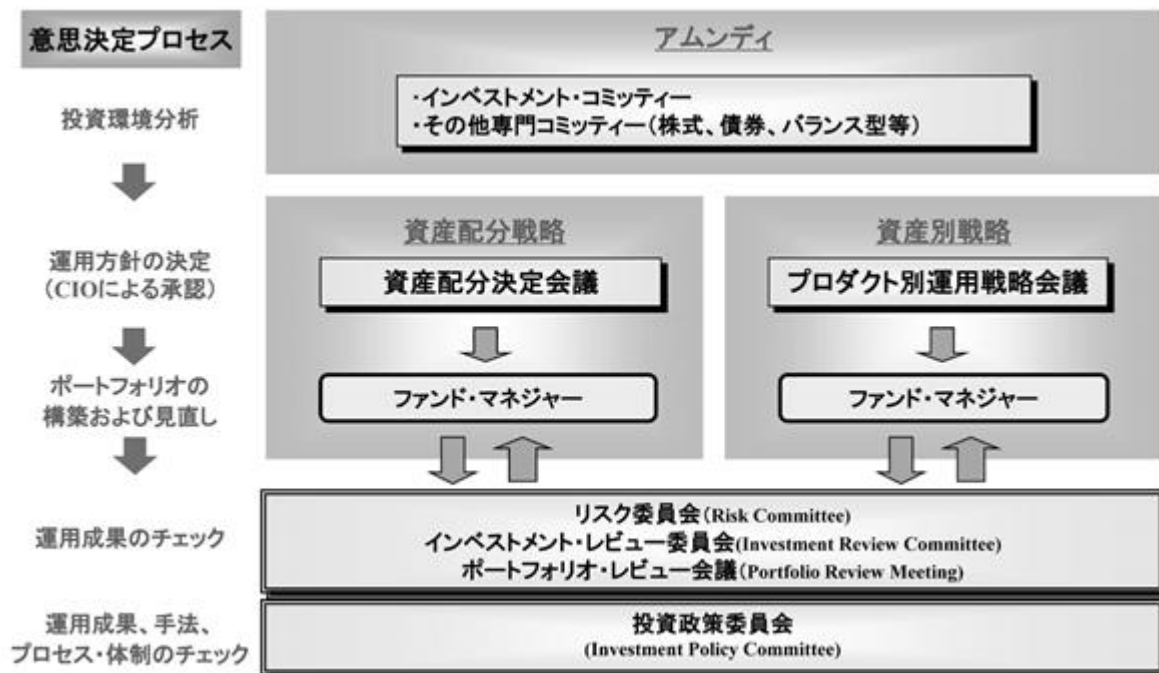 意思決定プロセス
アムンディ
・インベストメント・コミッティー
・その他専門コミッティー(株式、債券、バランス型等)
投資環境分析
資産配分戦略
資産別戦略
運用方針の決定
(CIOによる承認)
資産配分決定会議
プロダクト別運用戦略会議
ポートフォリオの
構築および見直し
ファンド・マネジャー
ファンド・マネジャー
運用成果のチェック
リスク委員会(Risk Committee)
インベストメント・レビュー委員会(Investment Review Committee)
ポートフォリオ・レビュー会議(Portfolio Review Meeting)
運用成果、手法、
プロセス・体制のチェック
投資政策委員会
(Investment Policy Committee)